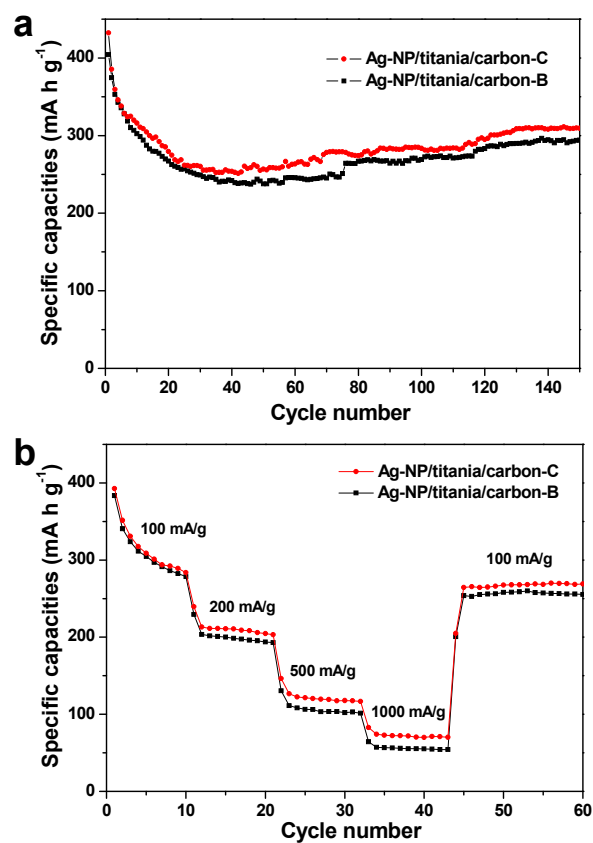 a
Ag-NP/titania/carbon-C
Ag-NP/titania/carbon-B
Specific capacities (mA h g⁻¹)
400
300
200
100
0
0 20 40 60 80 100 120 140
Cycle number
b
Ag-NP/titania/carbon-C
Ag-NP/titania/carbon-B
100 mA/g
100 mA/g
200 mA/g
500 mA/g
1000 mA/g
Specific capacities (mA h g⁻¹)
400
300
200
100
0
0 10 20 30 40 50 60
Cycle number